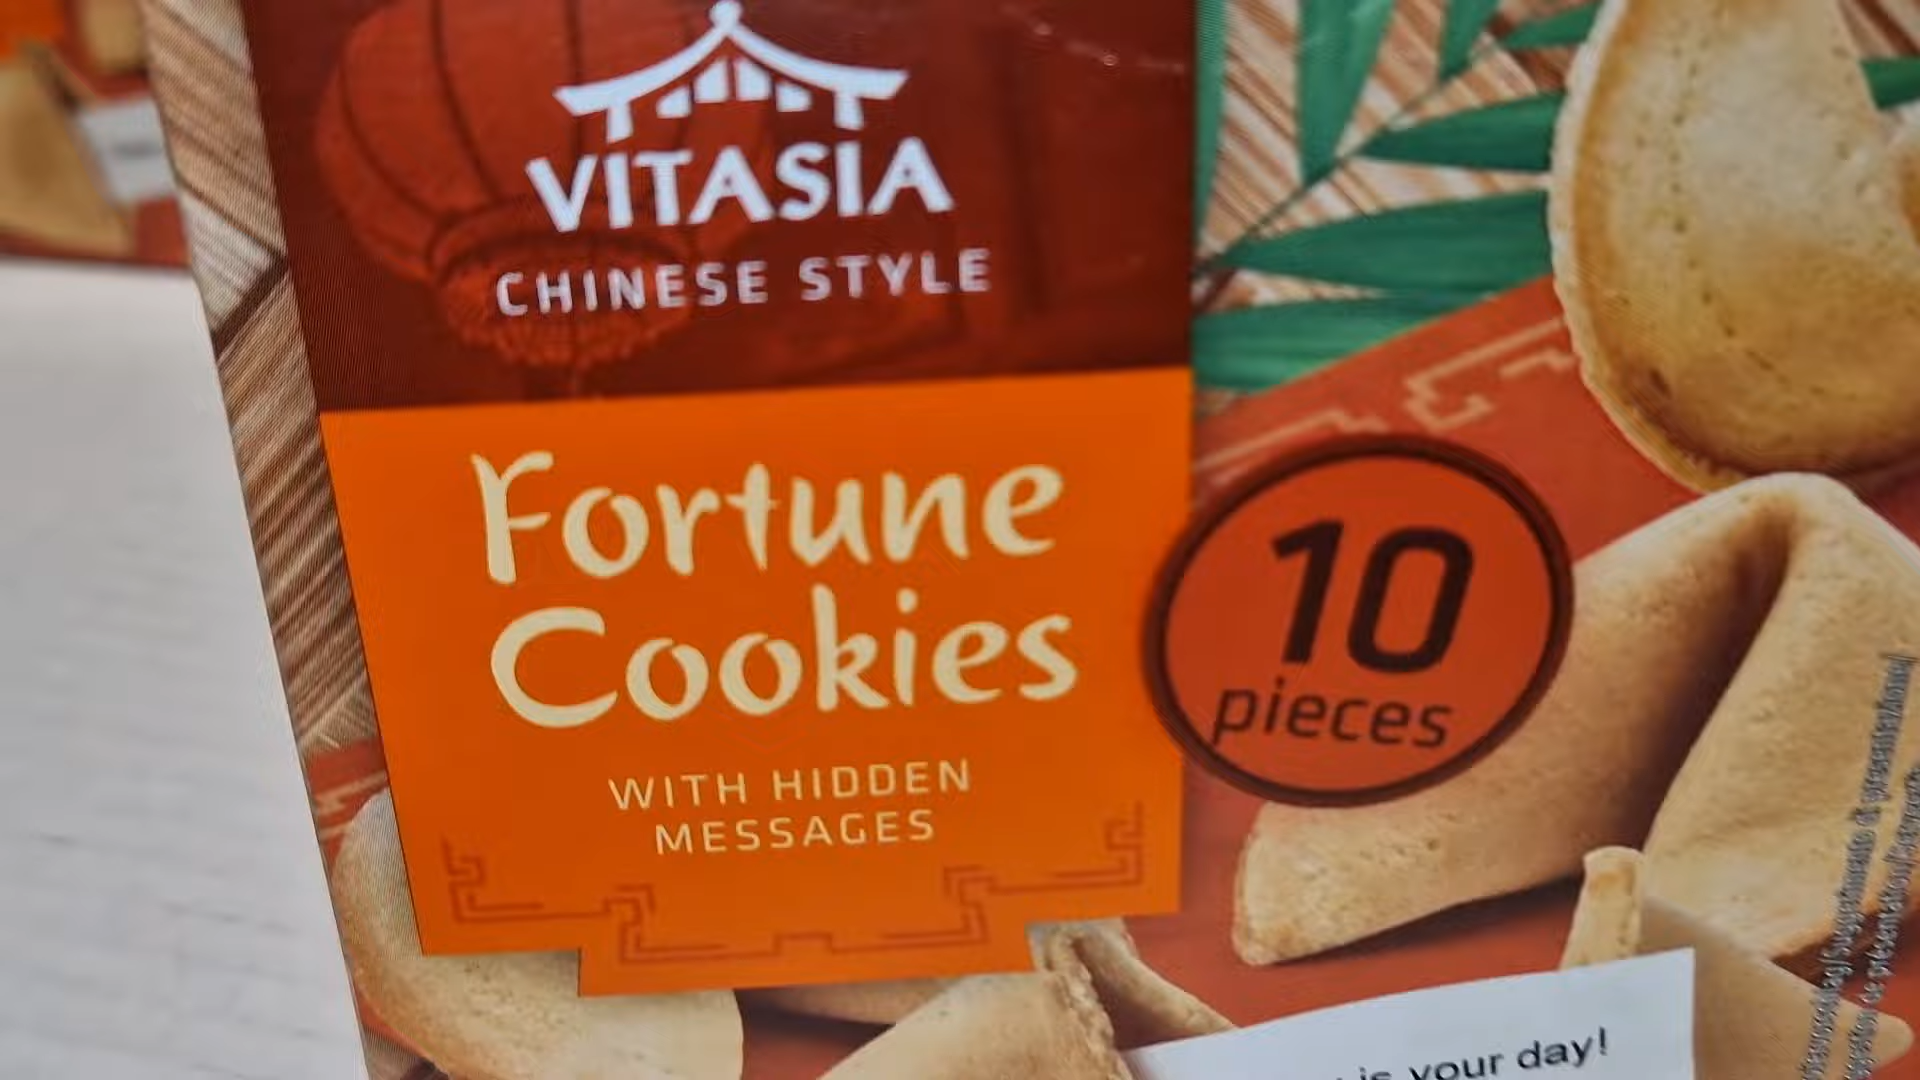 VITASIA
CHINESE STYLE
Fortune
Cookies
WITH HIDDEN
MESSAGES
10
pieces
is your day!